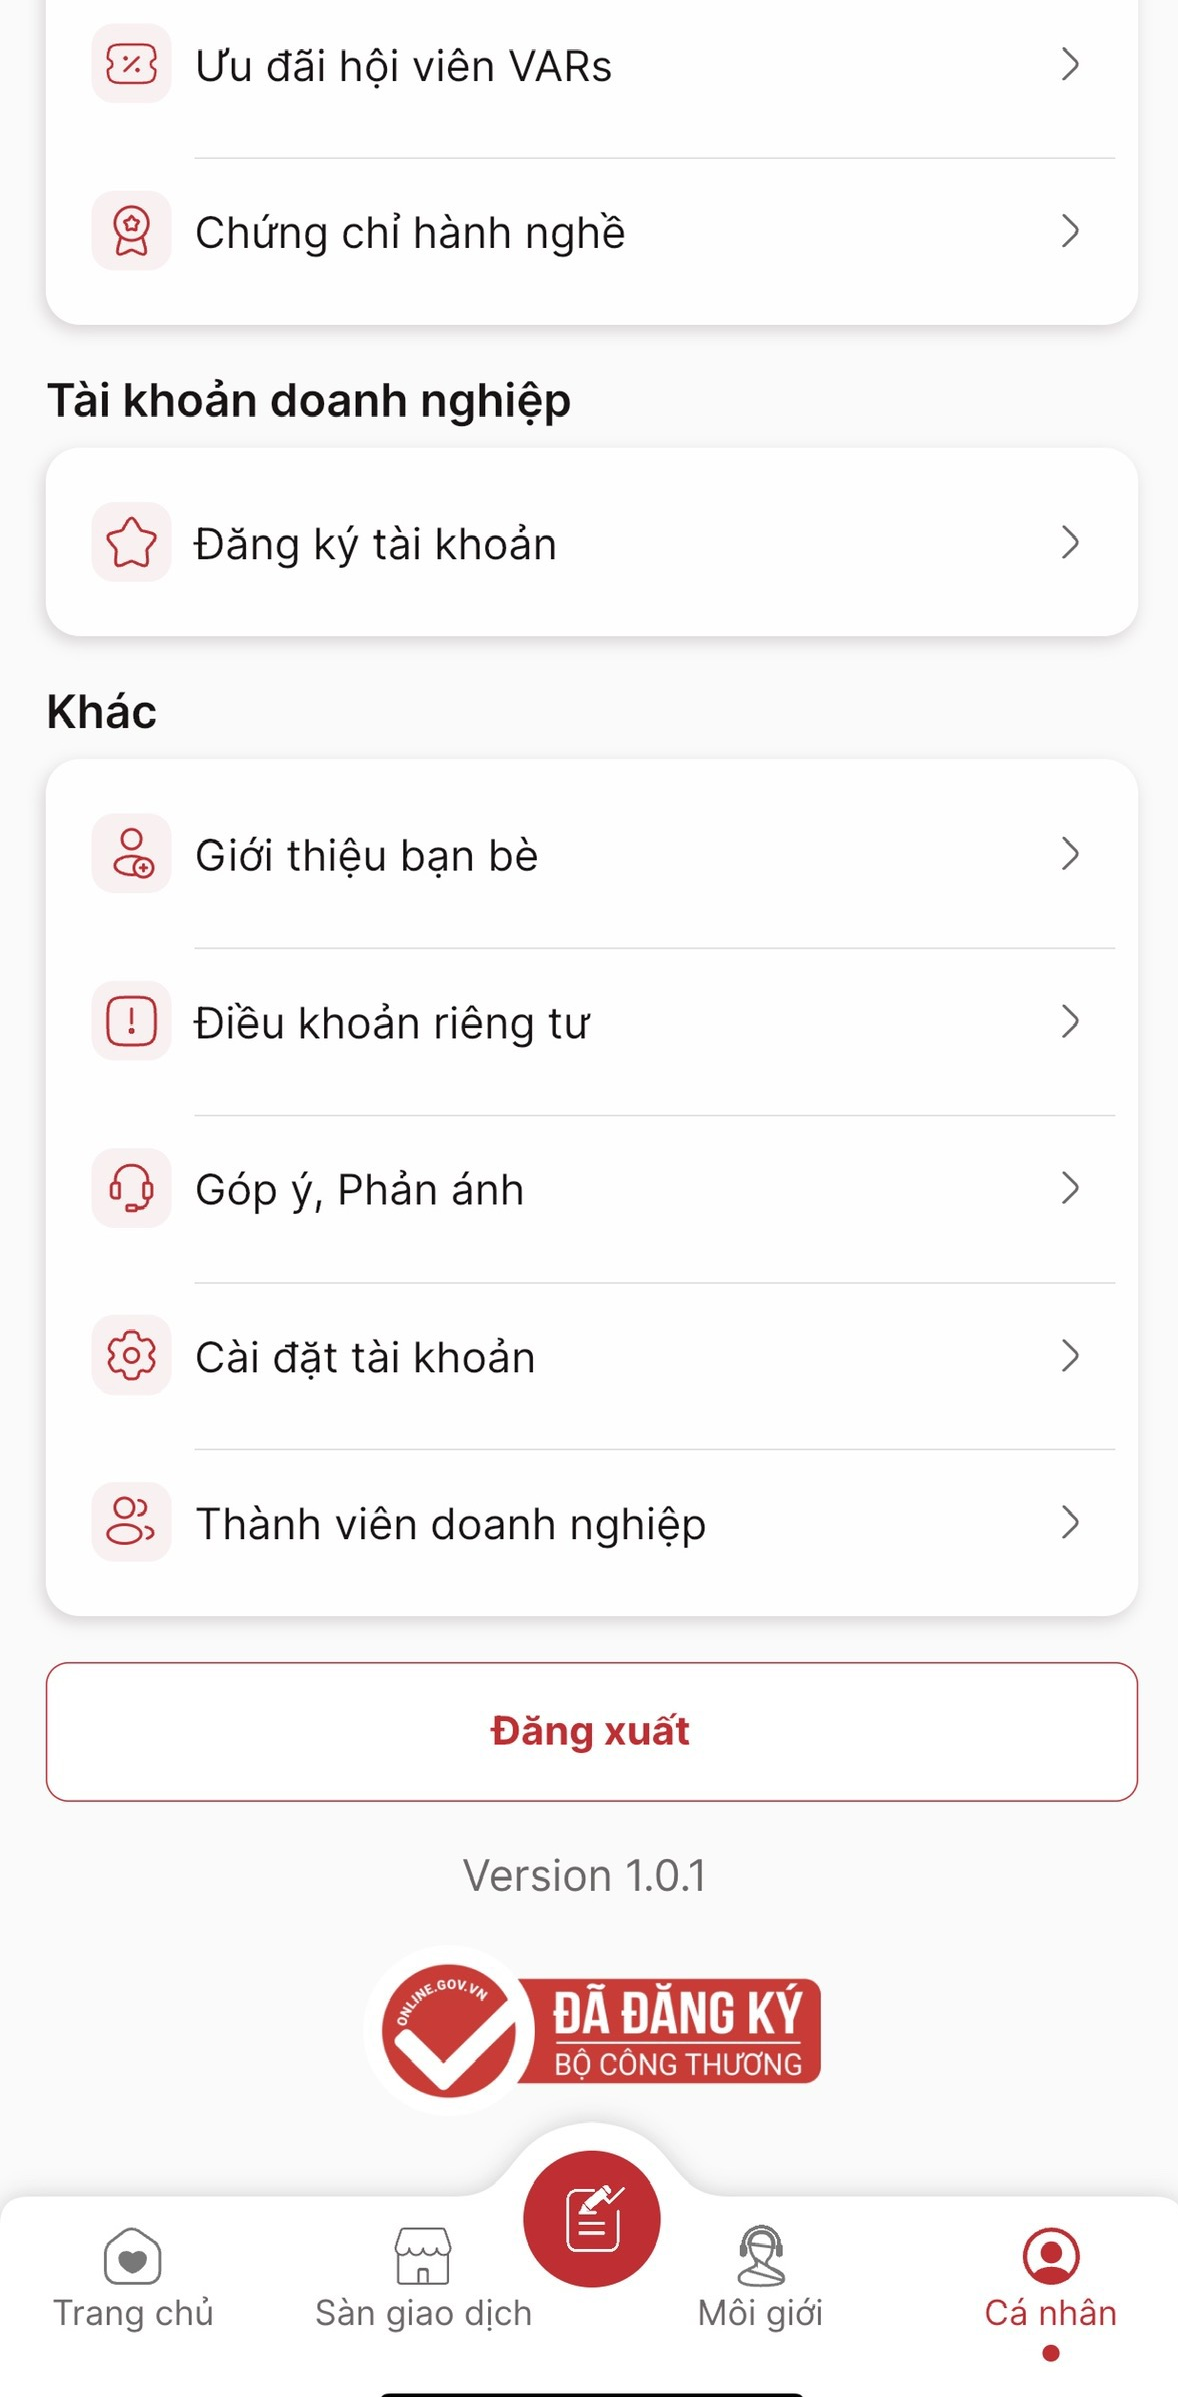 Ưu đãi hội viên VARs
Chứng chỉ hành nghề
Tài khoản doanh nghiệp
Đăng ký tài khoản
Khác
Giới thiệu bạn bè
Điều khoản riêng tư
Góp ý, Phản ánh
Cài đặt tài khoản
Thành viên doanh nghiệp
Đăng xuất
Version 1.0.1
ONLINE.GOV.VN
ĐÃ ĐĂNG KÝ
BỘ CÔNG THƯƠNG
Trang chủ
Sàn giao dịch
Môi giới
Cá nhân